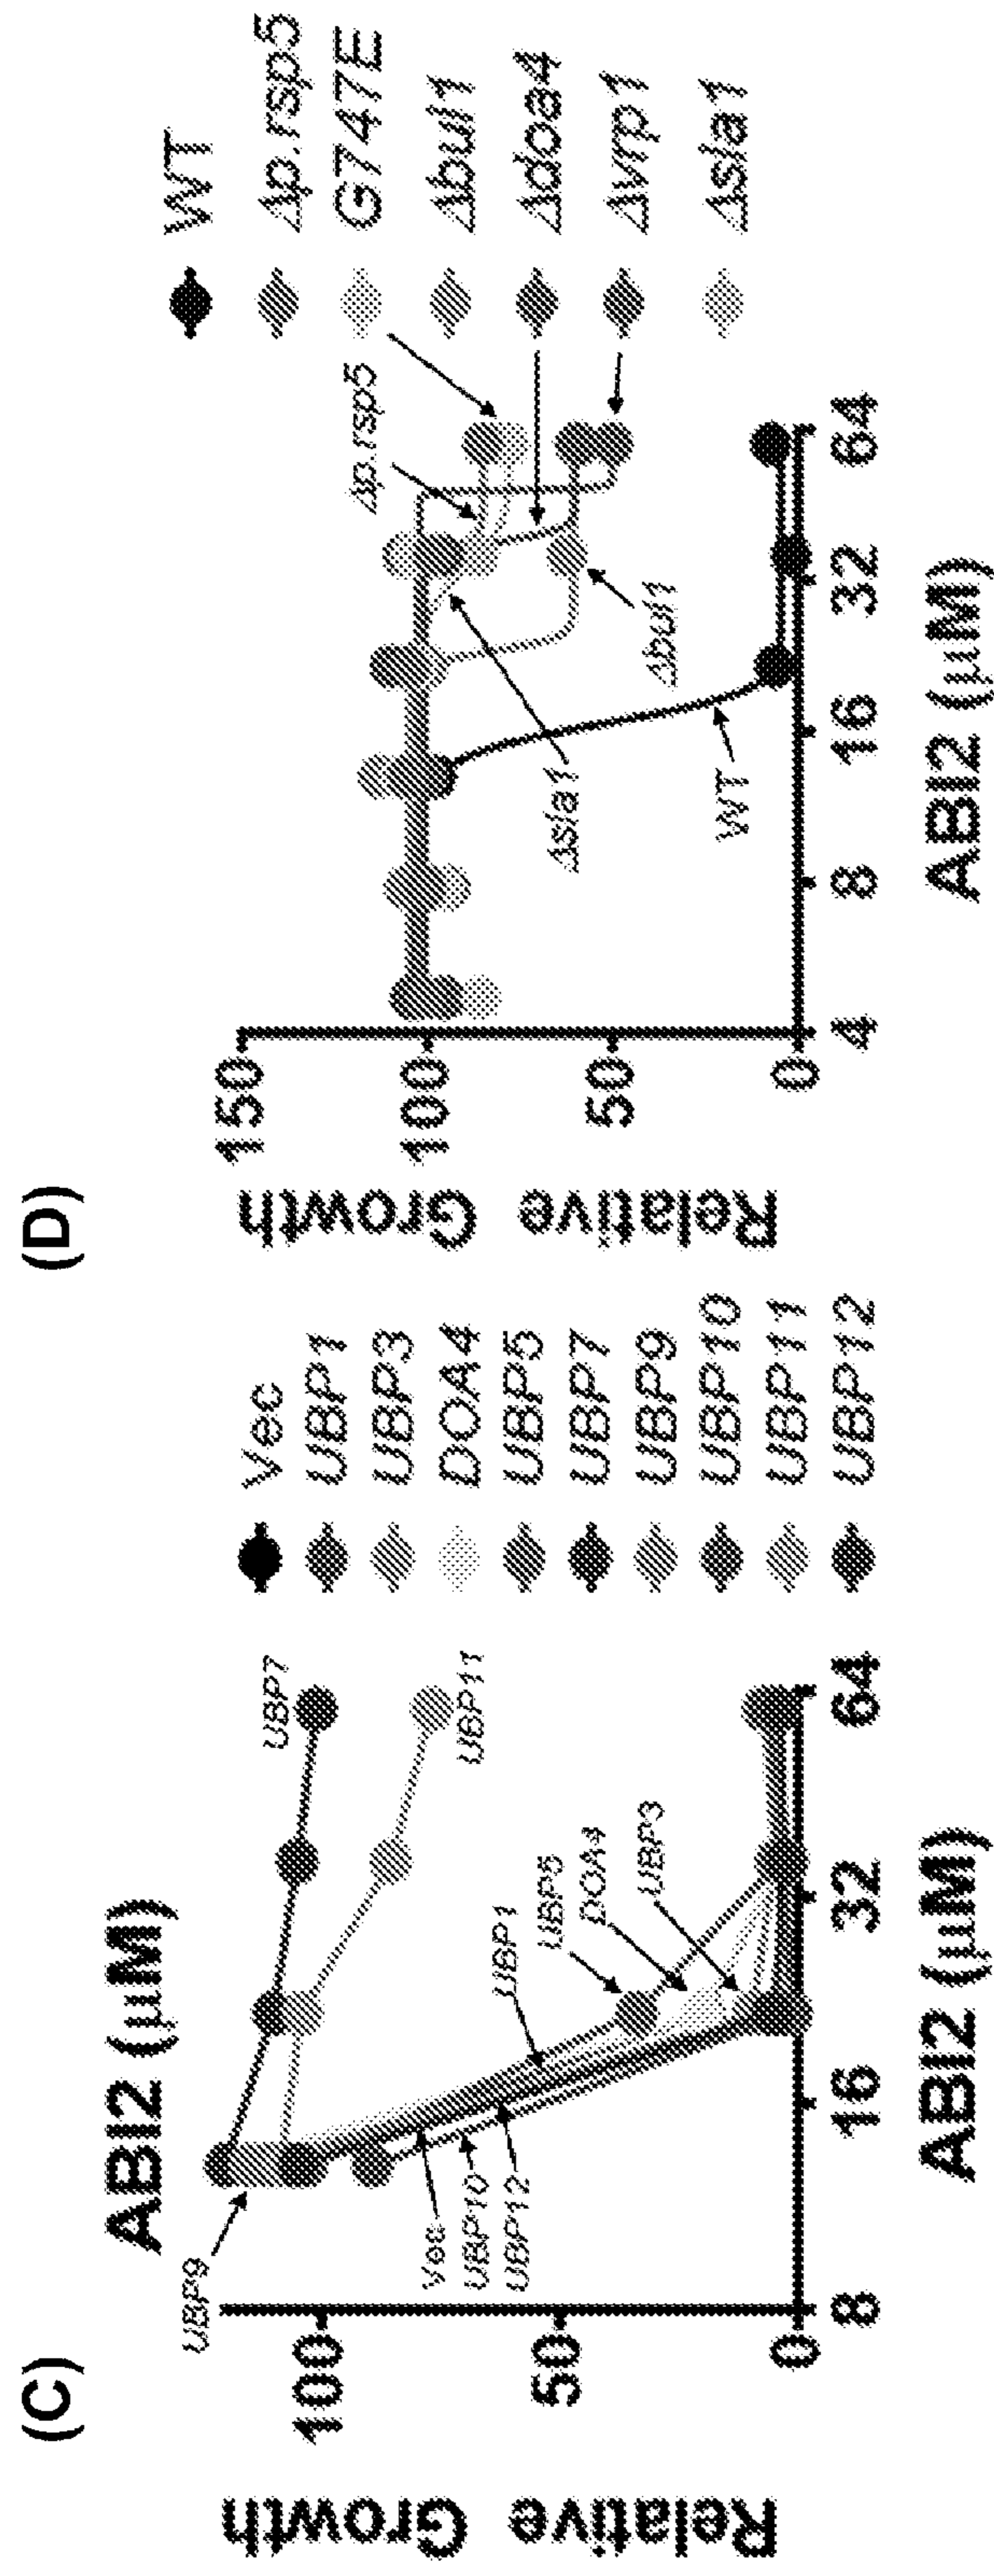 (C)
ABI2 (μM)
Relative Growth
100
50
0
8
16
32
64
ABI2 (μM)
UBP9
Vec
UBP10
UBP12
UBP1
UBP5
DOA4
UBP3
UBP7
UBP11
Vec
UBP1
UBP3
DOA4
UBP5
UBP7
UBP9
UBP10
UBP11
UBP12
(D)
Relative Growth
150
100
50
0
4
8
16
32
64
ABI2 (μM)
Δsla1
WT
Δbul1
Δp.rsp5
WT
Δp.rsp5
G747E
Δbul1
Δdoa4
Δvrp1
Δsla1